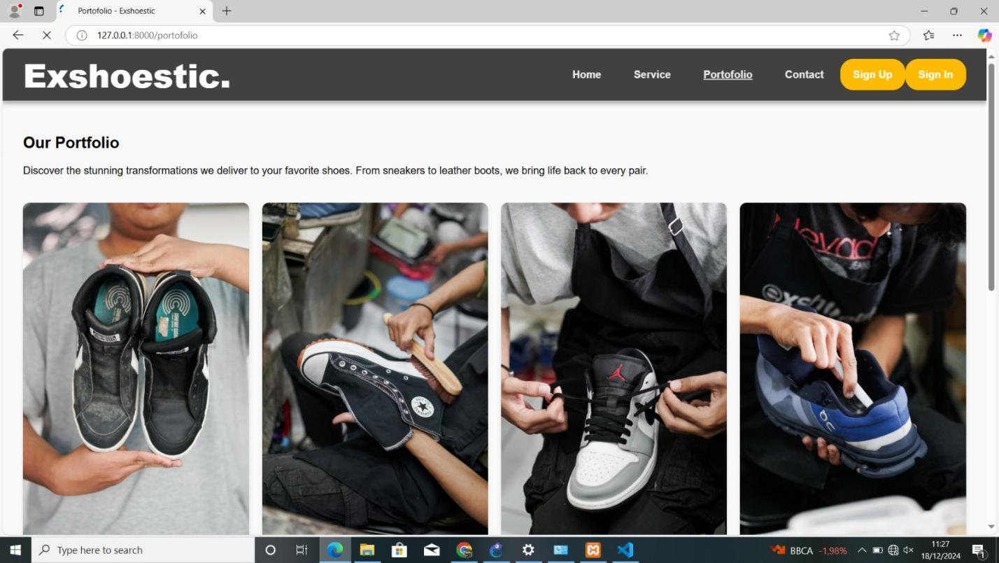 Portofolio - Exshoestic
127.0.0.1:8000/portofolio
Exshoestic.
Home
Service
Portofolio
Contact
Sign Up
Sign In
Our Portfolio
Discover the stunning transformations we deliver to your favorite shoes. From sneakers to leather boots, we bring life back to every pair.
Type here to search
BBCA -1,98%
11:27
18/12/2024
1